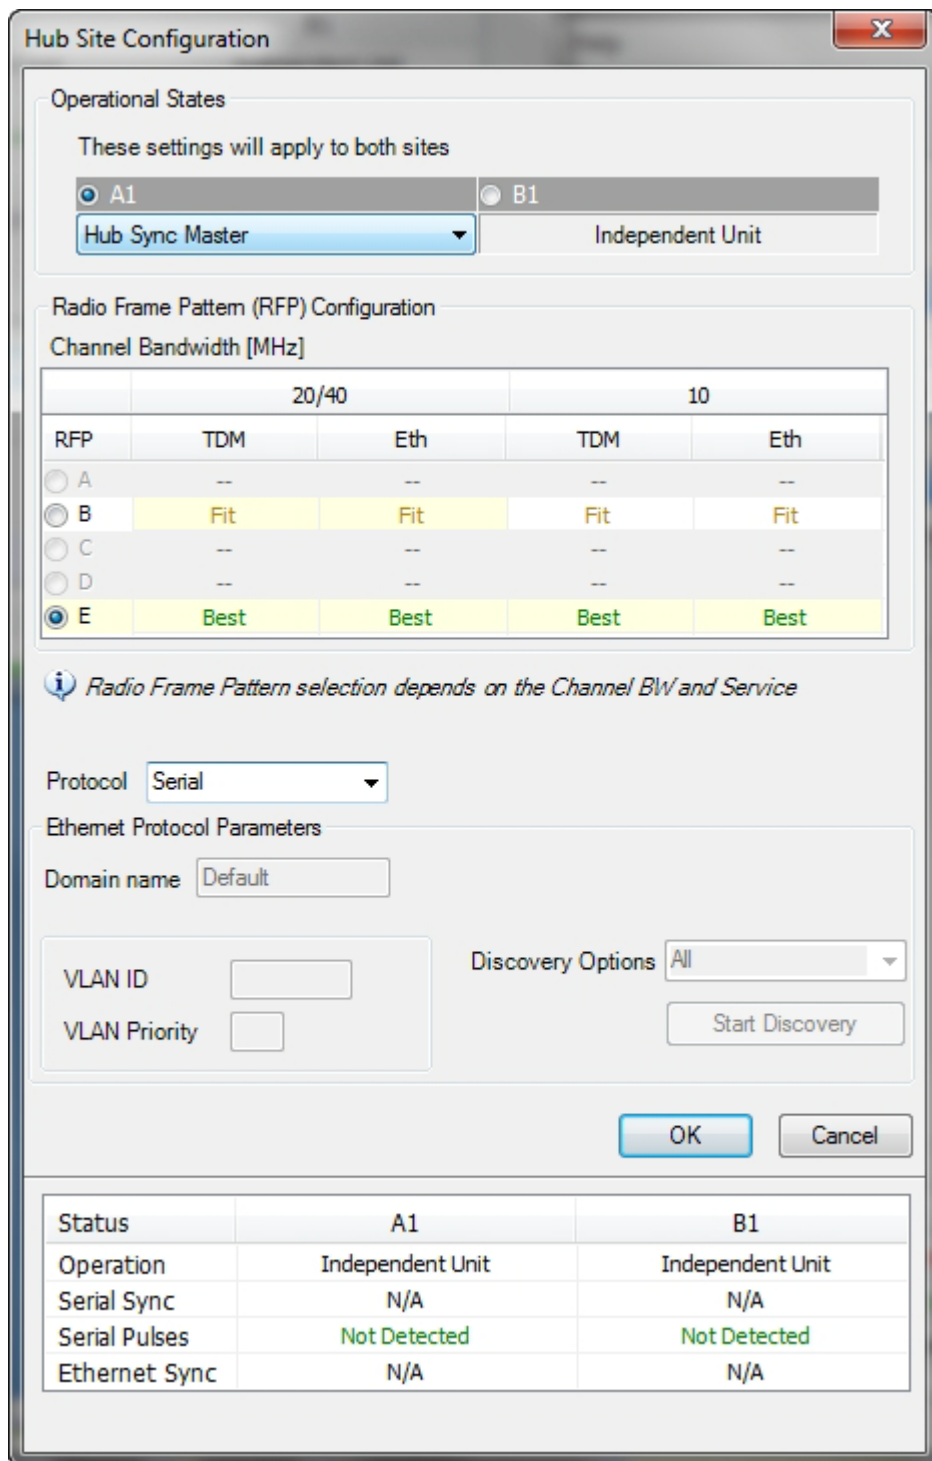 Hub Site Configuration
Operational States
These settings will apply to both sites
A1 B1
Hub Sync Master Independent Unit
Radio Frame Pattern (RFP) Configuration
Channel Bandwidth [MHz]
20/40 10
RFP TDM Eth TDM Eth
A -- -- -- --
B Fit Fit Fit Fit
C -- -- -- --
D -- -- -- --
E Best Best Best Best
Radio Frame Pattern selection depends on the Channel BW and Service
Protocol Serial
Ethernet Protocol Parameters
Domain name Default
VLAN ID
VLAN Priority
Discovery Options All
Start Discovery
OK Cancel
Status A1 B1
Operation Independent Unit Independent Unit
Serial Sync N/A N/A
Serial Pulses Not Detected Not Detected
Ethernet Sync N/A N/A